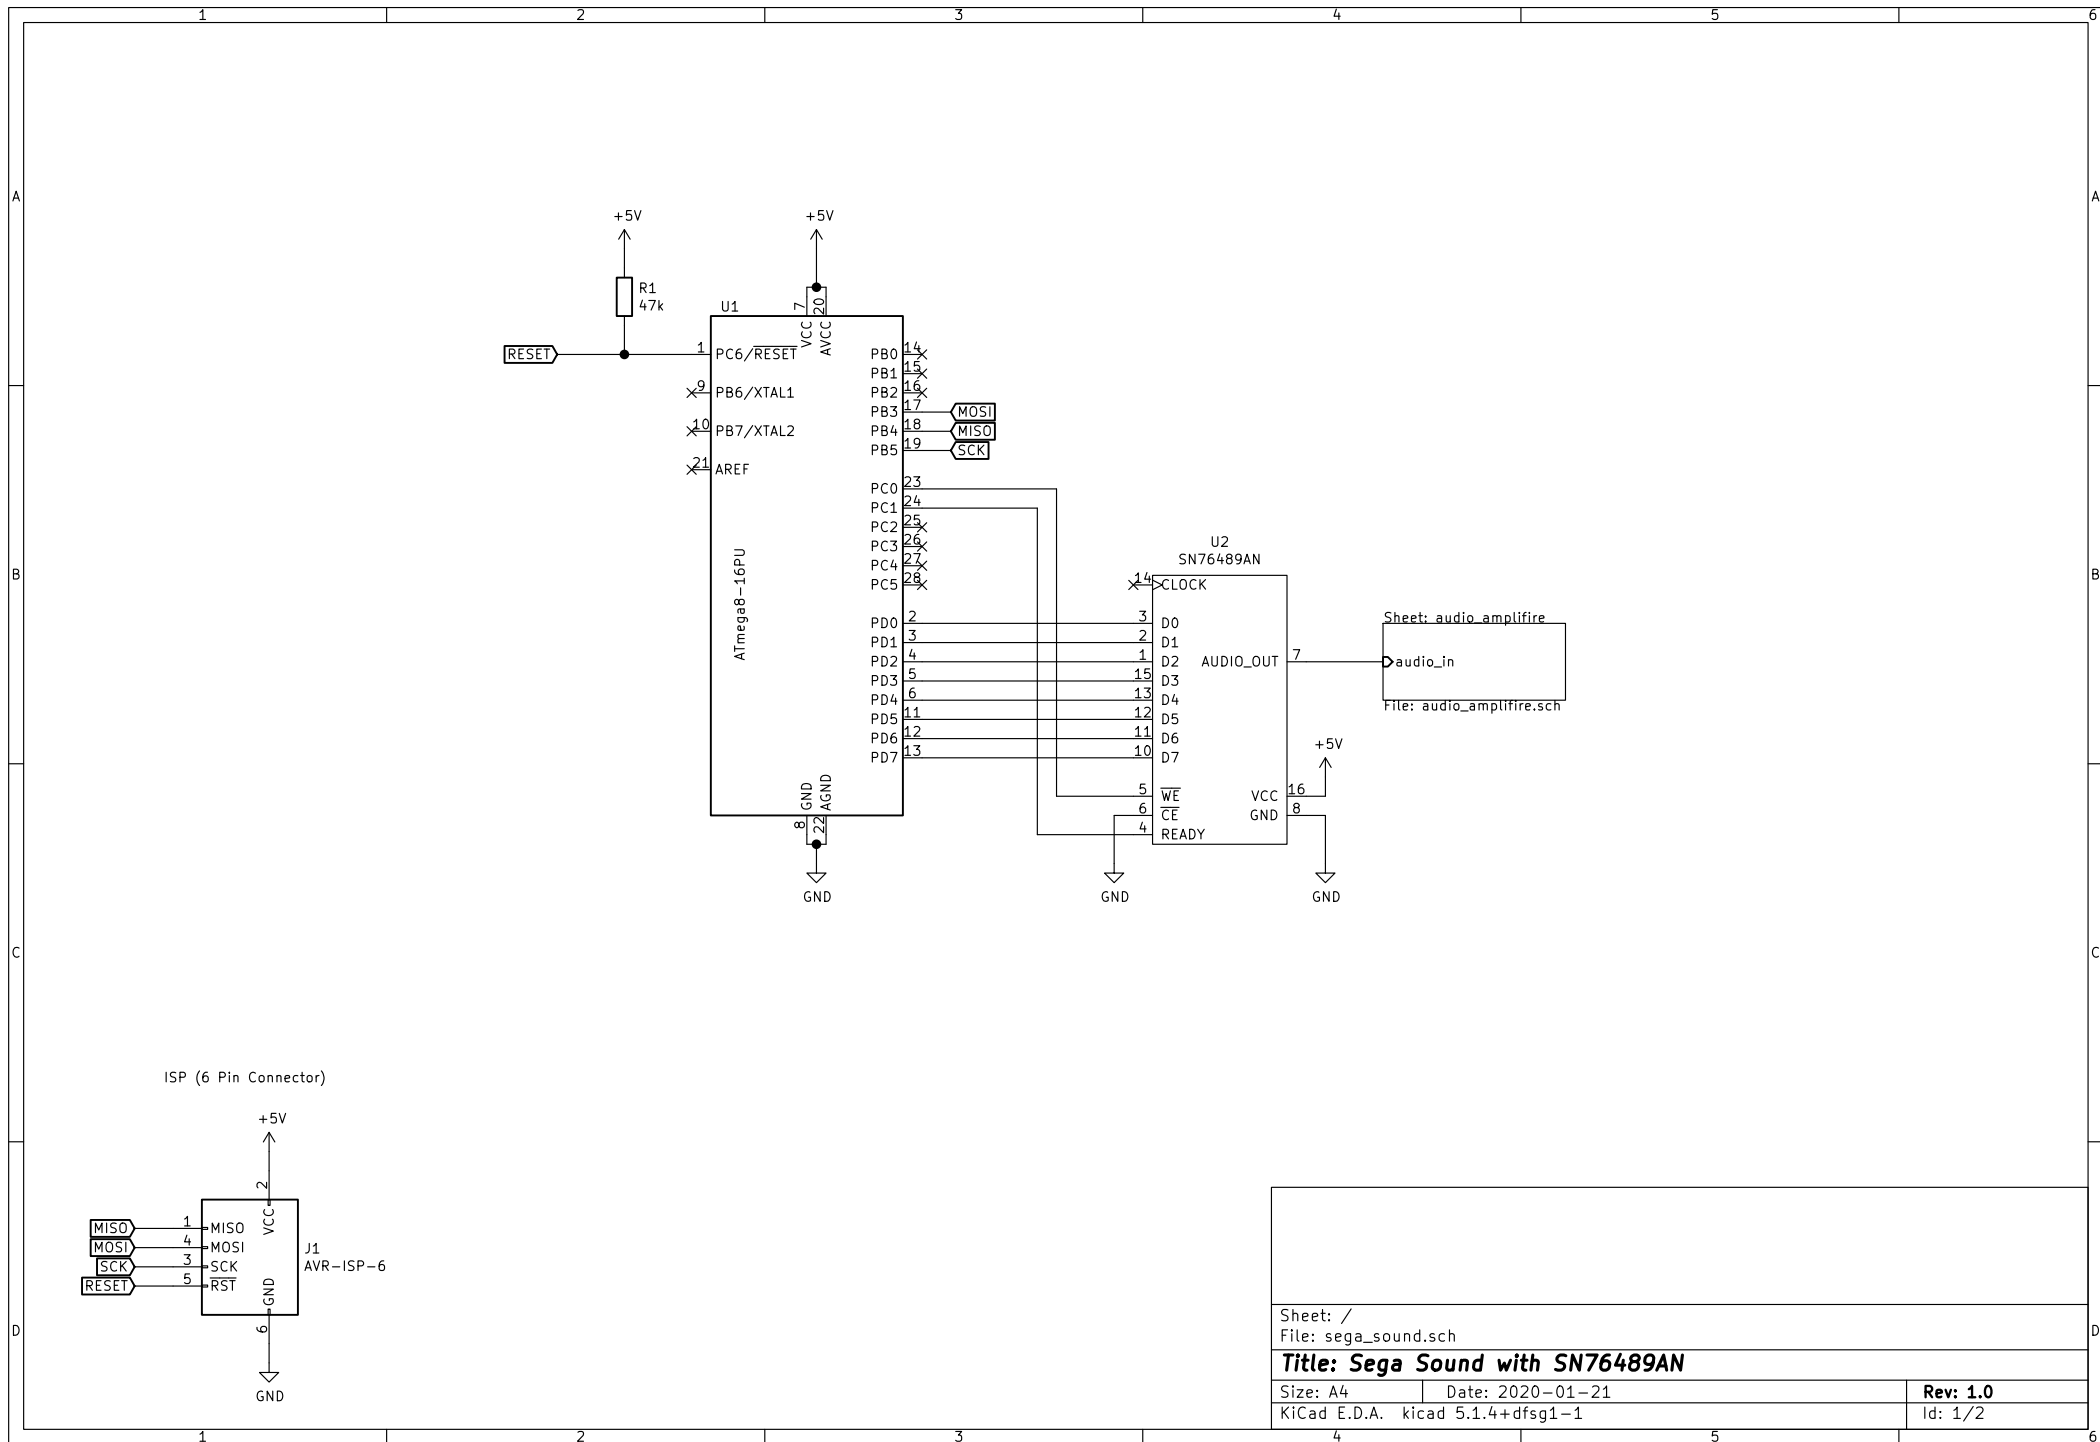 1 2 3 4 5 6
A A
+5V +5V
R1
47k
U1
7 20
VCC AVCC
RESET 1 PC6/RESET
9 PB6/XTAL1
10 PB7/XTAL2
21 AREF
PB0 14
PB1 15
PB2 16
PB3 17 MOSI
PB4 18 MISO
PB5 19 SCK
PC0 23
PC1 24
PC2 25
PC3 26
PC4 27
PC5 28
B B
ATmega8-16PU
U2
SN76489AN
14 CLOCK
PD0 2 3 D0
PD1 3 2 D1
PD2 4 1 D2
PD3 5 15 D3
PD4 6 13 D4
PD5 11 12 D5
PD6 12 11 D6
PD7 13 10 D7
AUDIO_OUT 7
Sheet: audio_amplifire
audio_in
File: audio_amplifire.sch
+5V
5 WE
6 CE
4 READY
VCC 16
GND 8
GND AGND
8 22
GND GND GND
C C
ISP (6 Pin Connector)
+5V
2
VCC
MISO 1 MISO
MOSI 4 MOSI
SCK 3 SCK
RESET 5 RST
J1
AVR-ISP-6
GND
6
GND
D D
Sheet: /
File: sega_sound.sch
Title: Sega Sound with SN76489AN
Size: A4 Date: 2020-01-21 Rev: 1.0
KiCad E.D.A. kicad 5.1.4+dfsg1-1 Id: 1/2
1 2 3 4 5 6